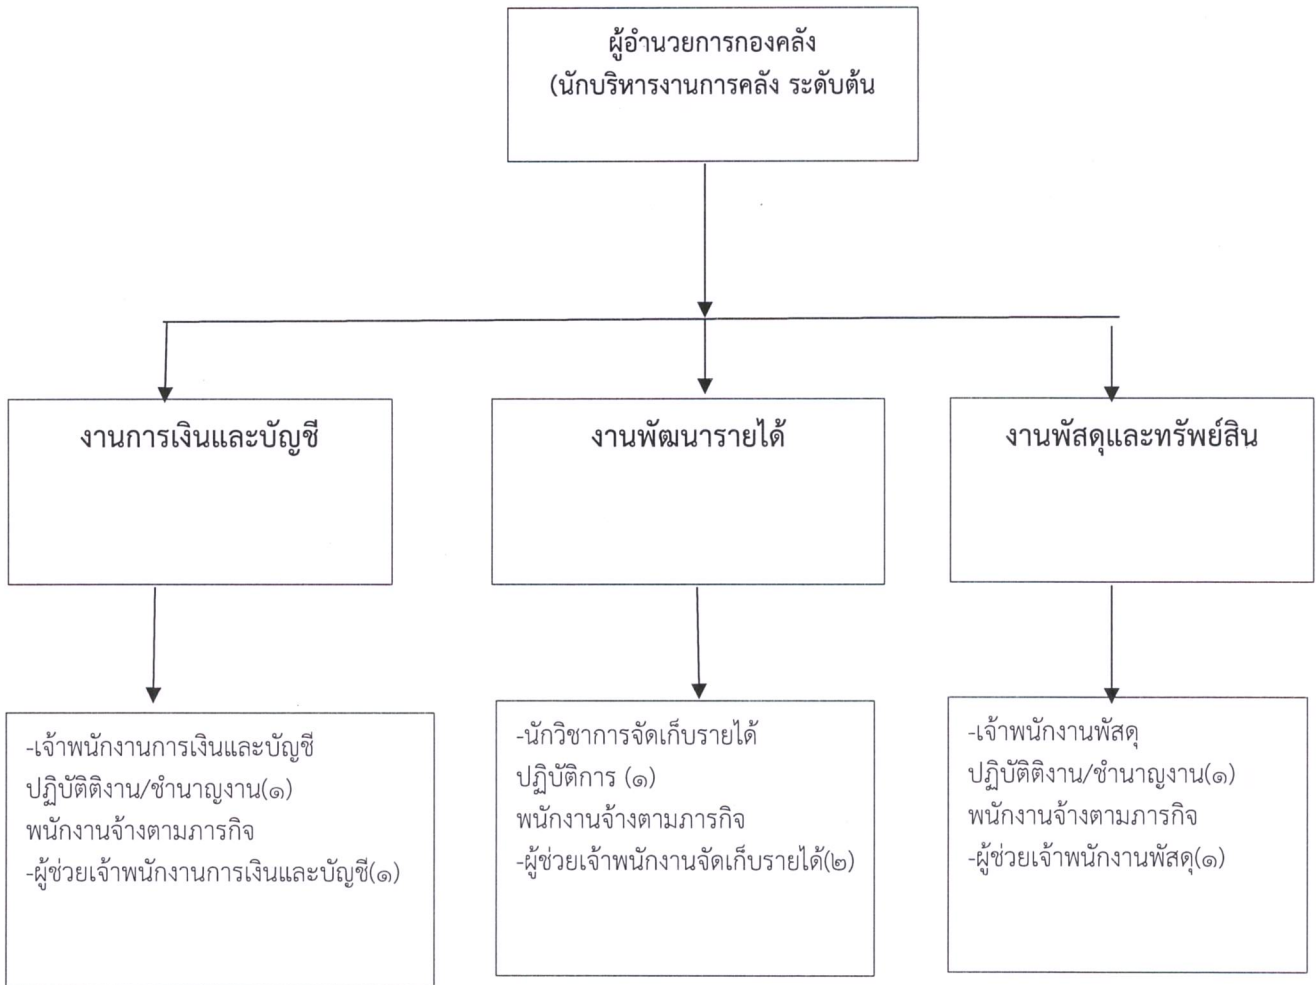 ผู้อำนวยการกองคลัง
(นักบริหารงานการคลัง ระดับต้น
งานการเงินและบัญชี
งานพัฒนารายได้
งานพัสดุและทรัพย์สิน
-เจ้าพนักงานการเงินและบัญชี
ปฏิบัติติงาน/ชำนาญงาน(๑)
พนักงานจ้างตามภารกิจ
-ผู้ช่วยเจ้าพนักงานการเงินและบัญชี(๑)
-นักวิชาการจัดเก็บรายได้
ปฏิบัติการ (๑)
พนักงานจ้างตามภารกิจ
-ผู้ช่วยเจ้าพนักงานจัดเก็บรายได้(๒)
-เจ้าพนักงานพัสดุ
ปฏิบัติติงาน/ชำนาญงาน(๑)
พนักงานจ้างตามภารกิจ
-ผู้ช่วยเจ้าพนักงานพัสดุ(๑)